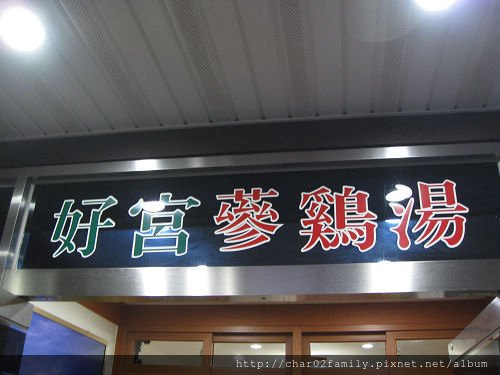 好宮蔘鷄湯
http://char02family.pixnet.net/album